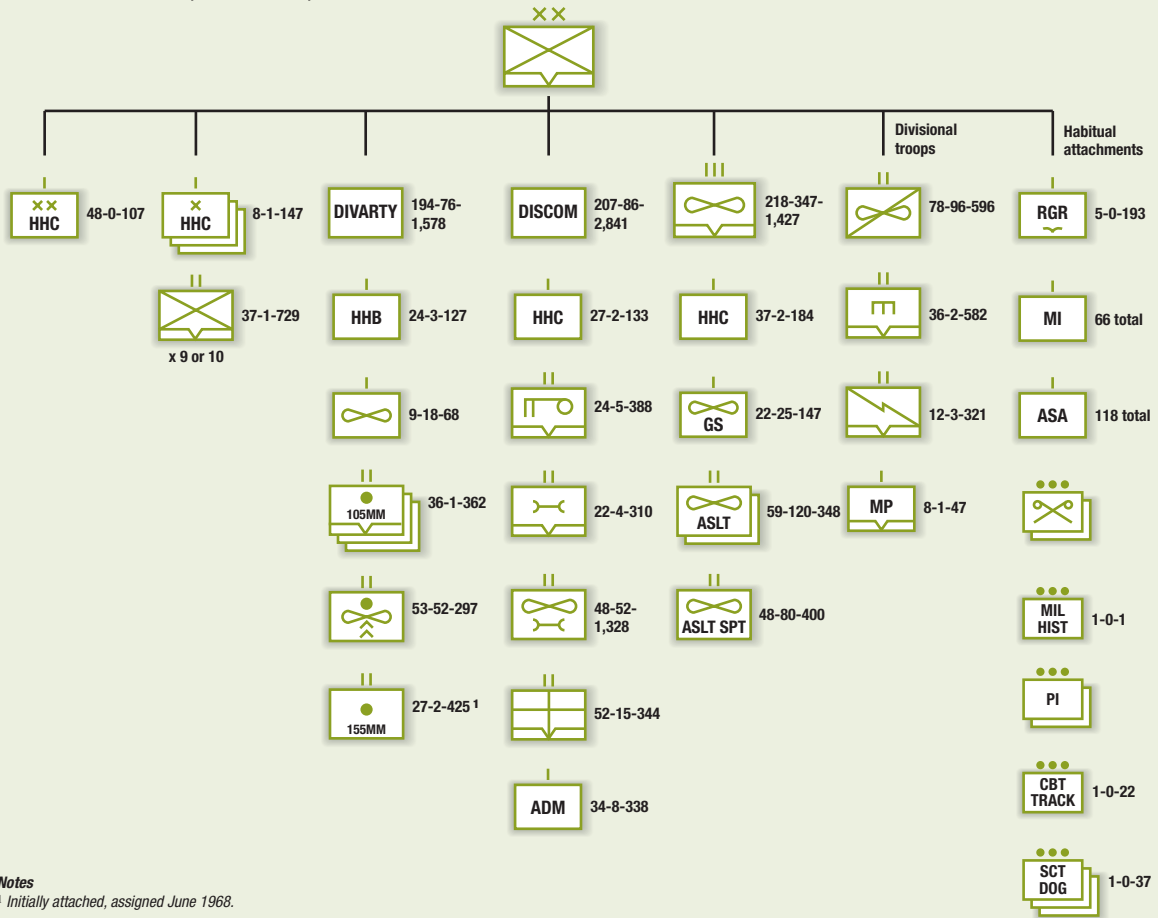 Divisional
troops
Habitual
attachments
HHC
48-0-107
HHC
8-1-147
DIVARTY
194-76-
1,578
DISCOM
207-86-
2,841
218-347-
1,427
78-96-596
RGR
5-0-193
37-1-729
x 9 or 10
HHB
24-3-127
HHC
27-2-133
HHC
37-2-184
36-2-582
MI
66 total
9-18-68
24-5-388
GS
22-25-147
12-3-321
ASA
118 total
105MM
36-1-362
22-4-310
ASLT
59-120-348
MP
8-1-47
53-52-297
48-52-
1,328
ASLT SPT
48-80-400
MIL
HIST
1-0-1
155MM
27-2-425 1
52-15-344
PI
ADM
34-8-338
CBT
TRACK
1-0-22
SCT
DOG
1-0-37
Notes
1 Initially attached, assigned June 1968.